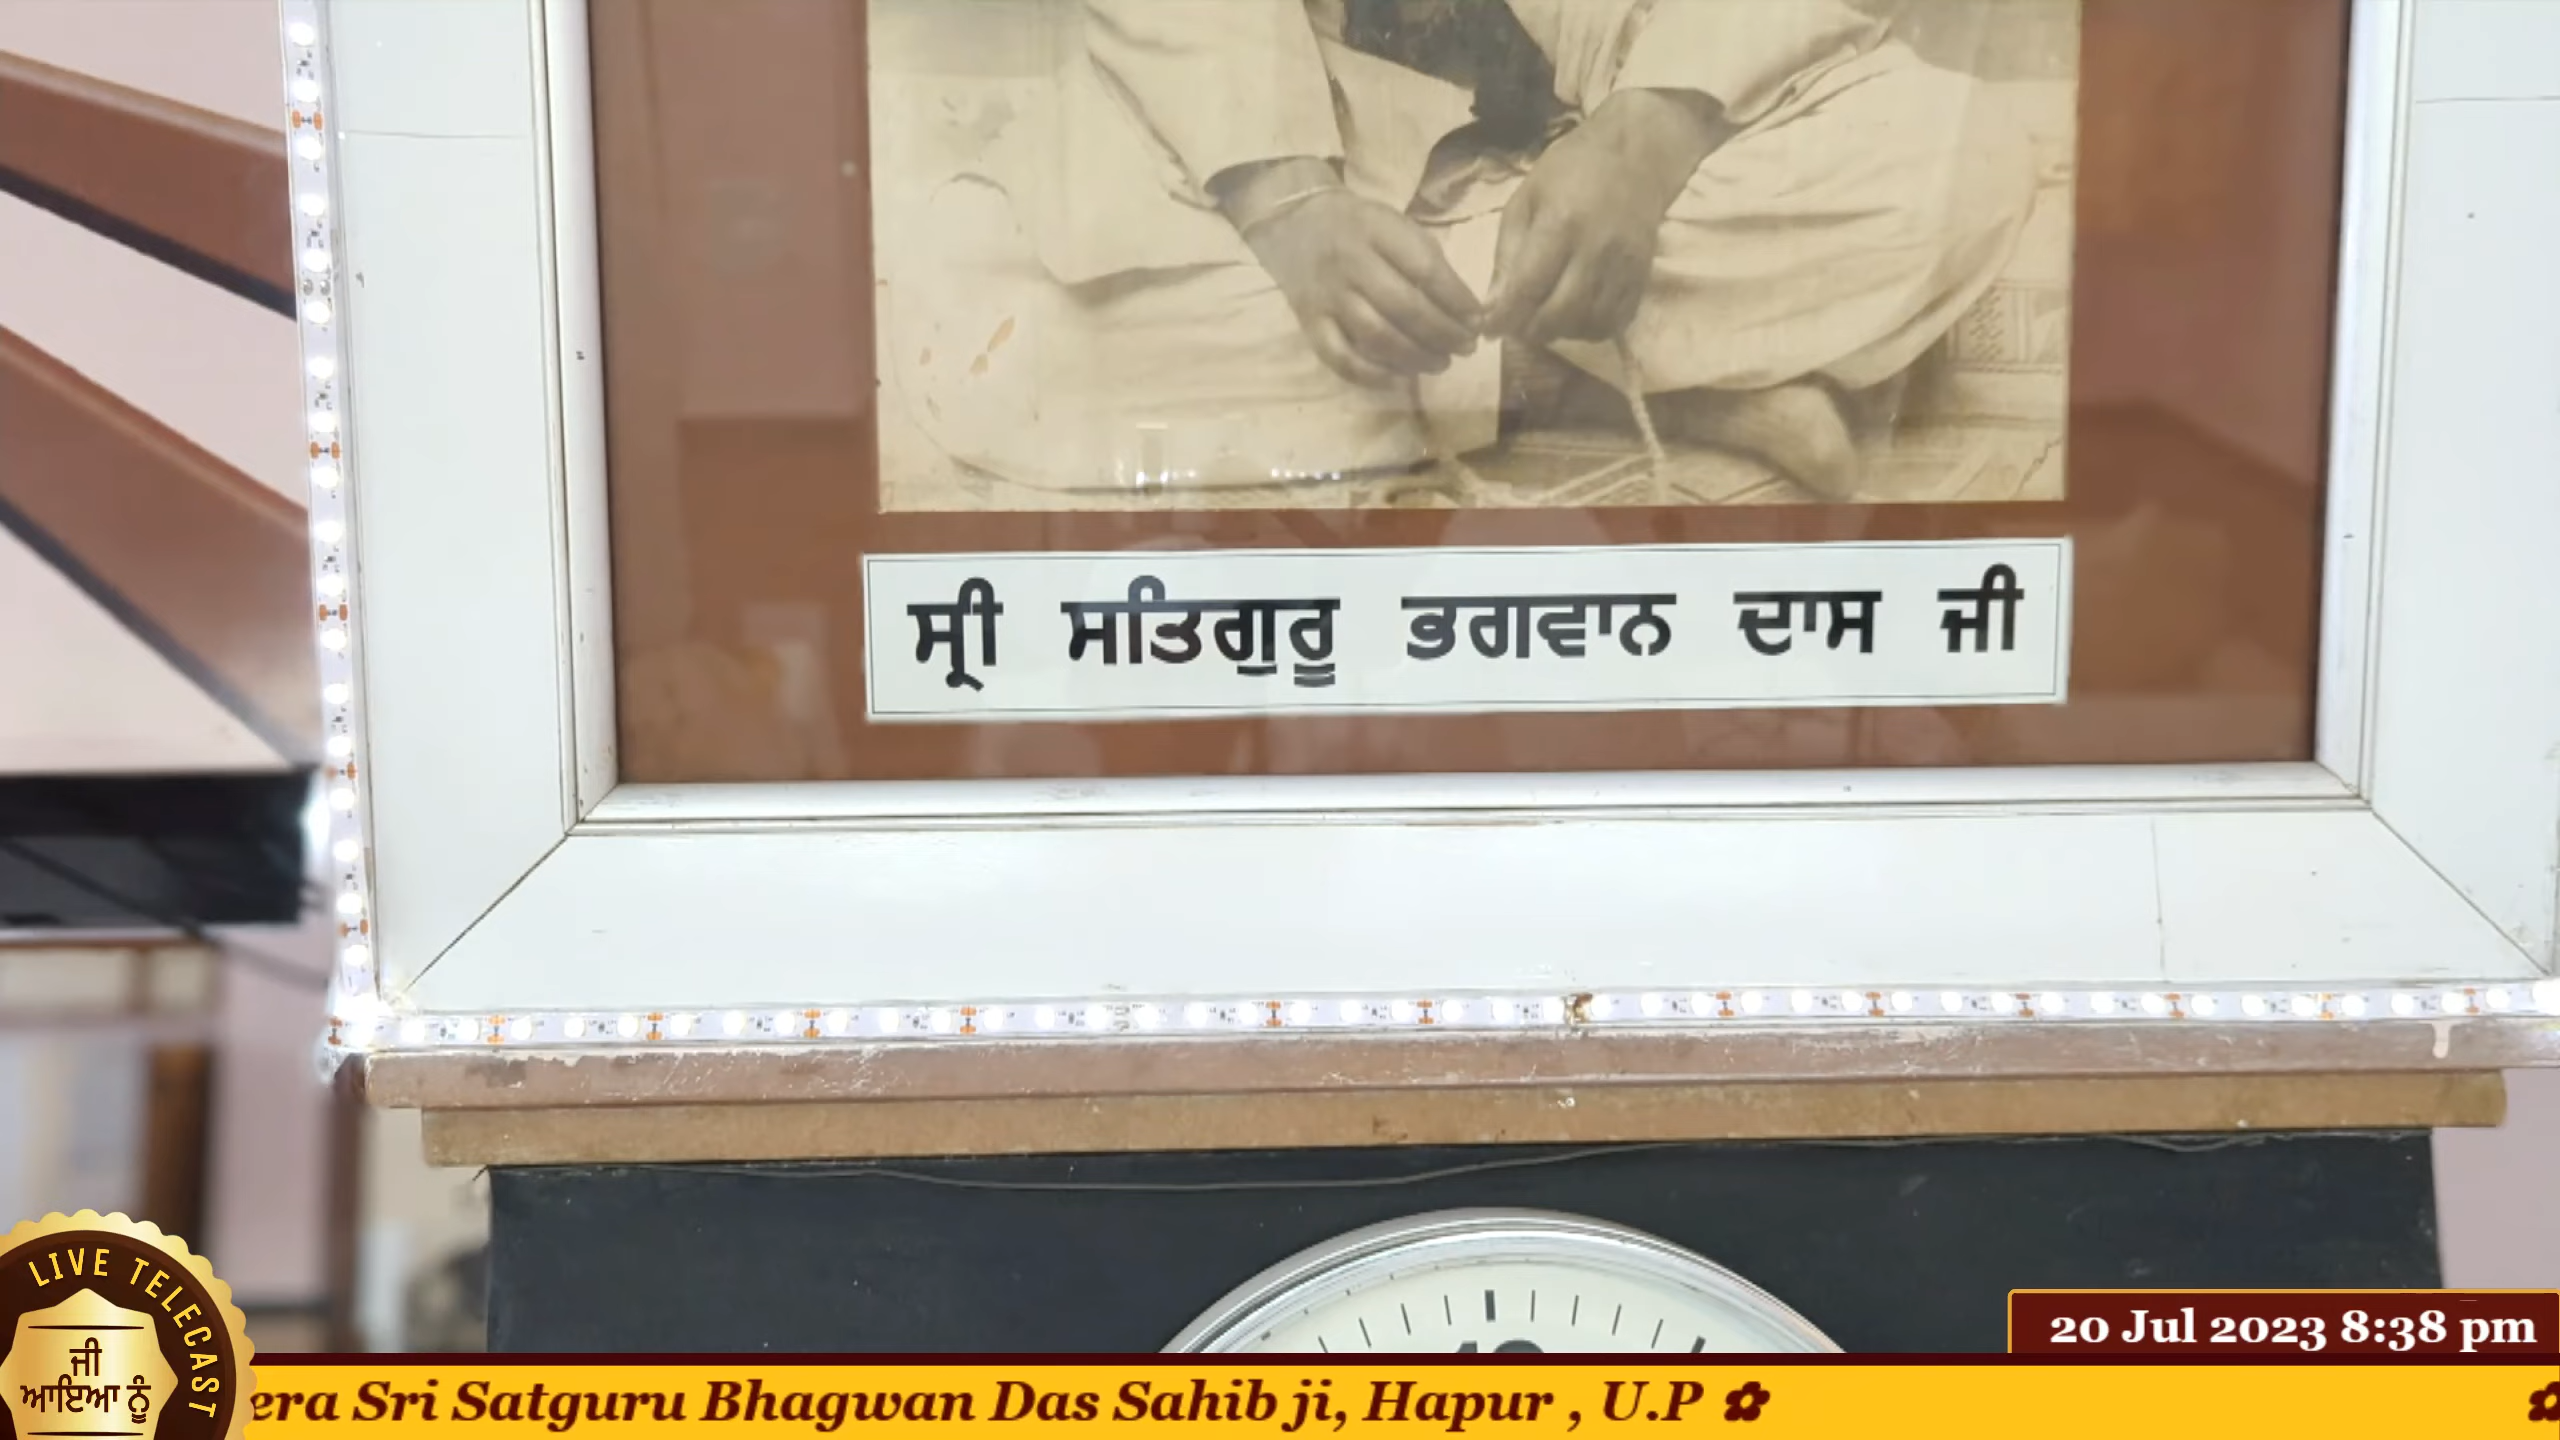 ਸ੍ਰੀ ਸਤਿਗੁਰੂ ਭਗਵਾਨ ਦਾਸ ਜੀ
LIVE TELECAST
ਜੀ
ਆਇਆ ਨੂੰ
20 Jul 2023 8:38 pm
era Sri Satguru Bhagwan Das Sahib ji, Hapur , U.P ✿